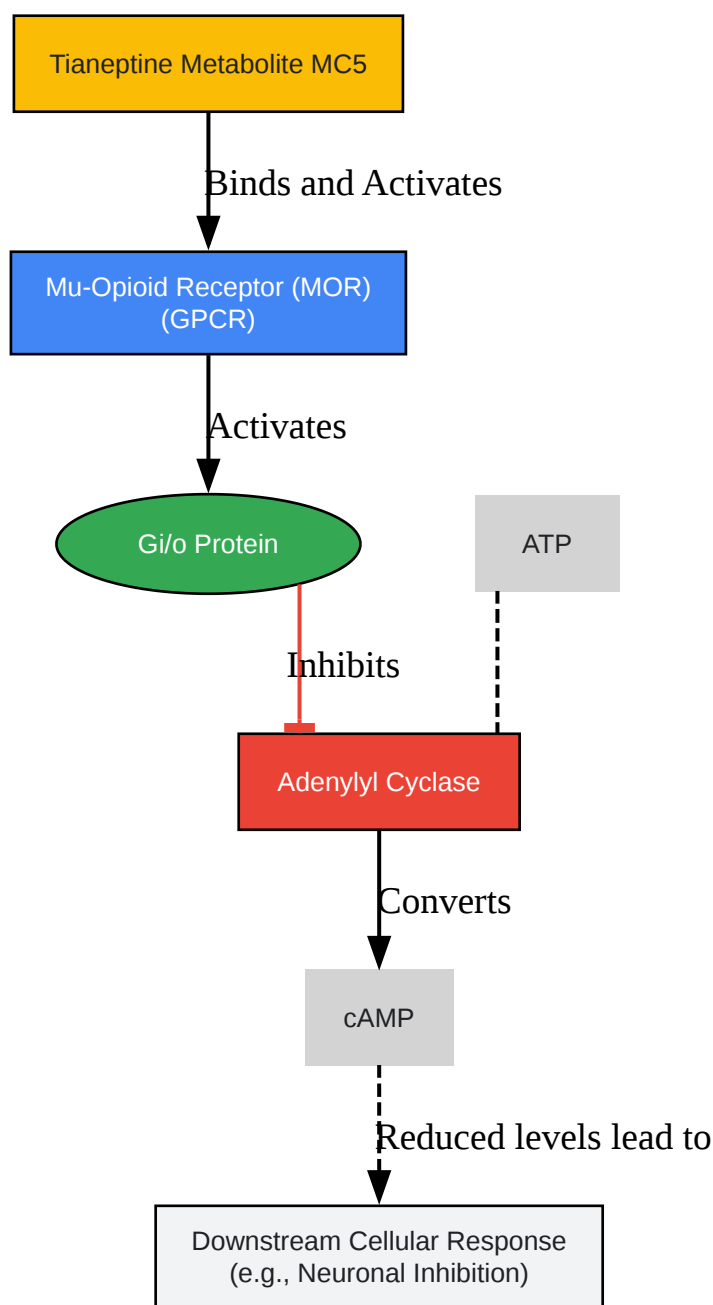 Tianeptine Metabolite MC5
Binds and Activates
Mu-Opioid Receptor (MOR)
(GPCR)
Activates
Gi/o Protein
ATP
Inhibits
Adenylyl Cyclase
Converts
cAMP
Reduced levels lead to
Downstream Cellular Response
(e.g., Neuronal Inhibition)